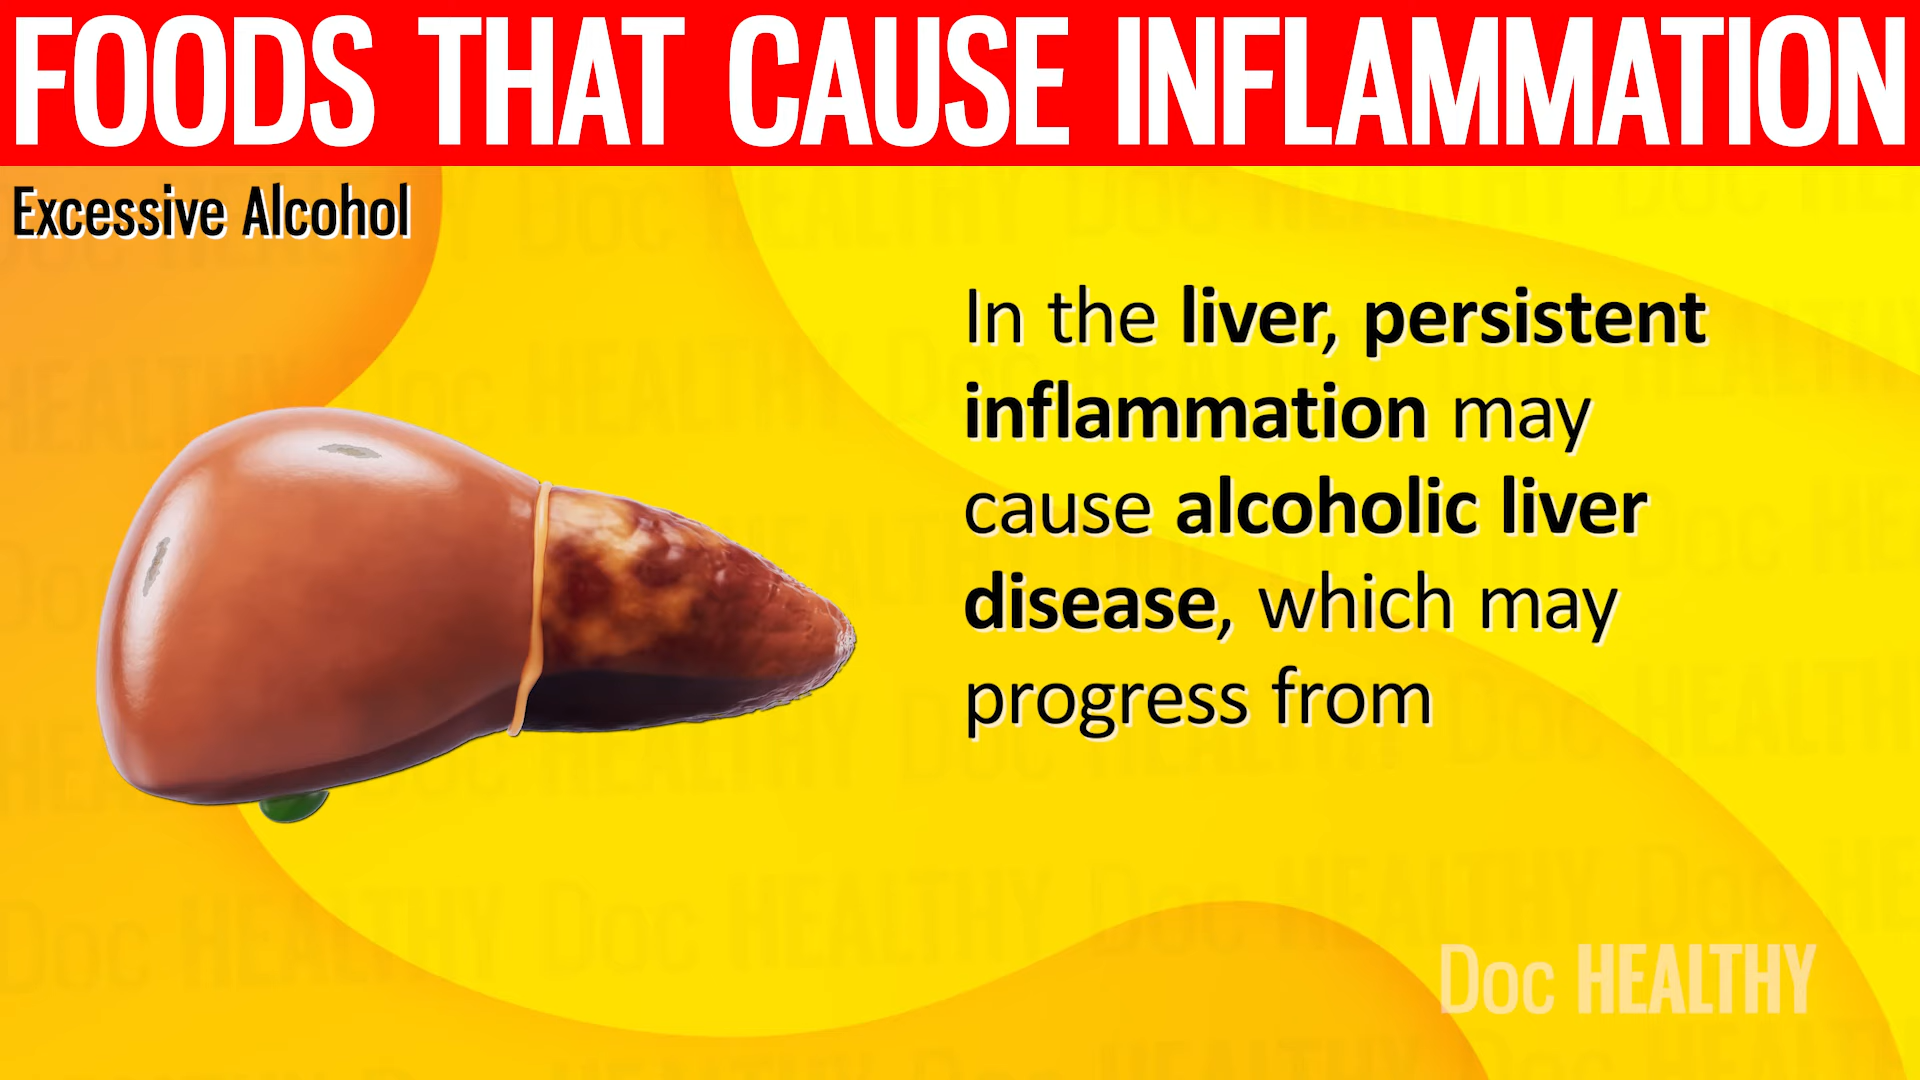 FOODS THAT CAUSE INFLAMMATION
Excessive Alcohol
In the liver, persistent
inflammation may
cause alcoholic liver
disease, which may
progress from
Doc HEALTHY